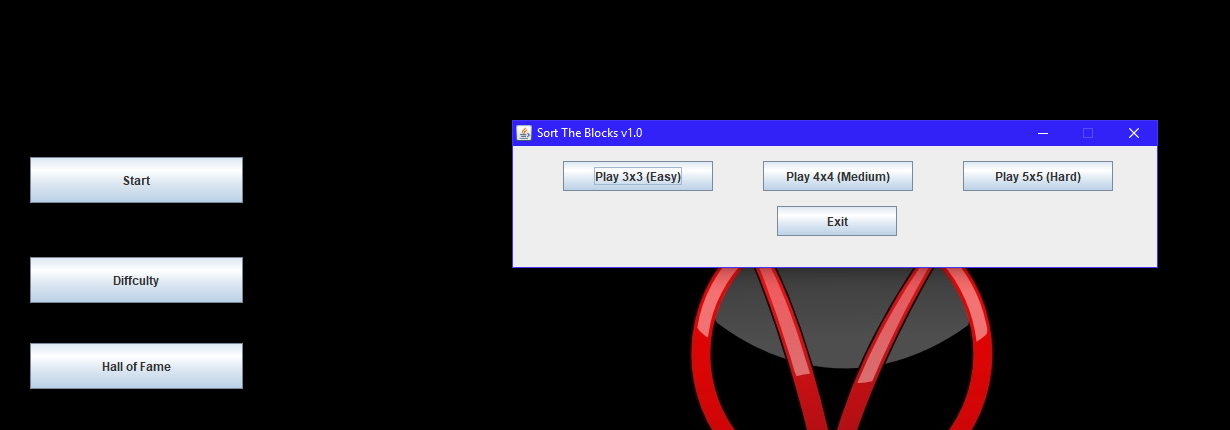 Sort The Blocks v1.0
Start
Play 3x3 (Easy)
Play 4x4 (Medium)
Play 5x5 (Hard)
Exit
Diffculty
Hall of Fame